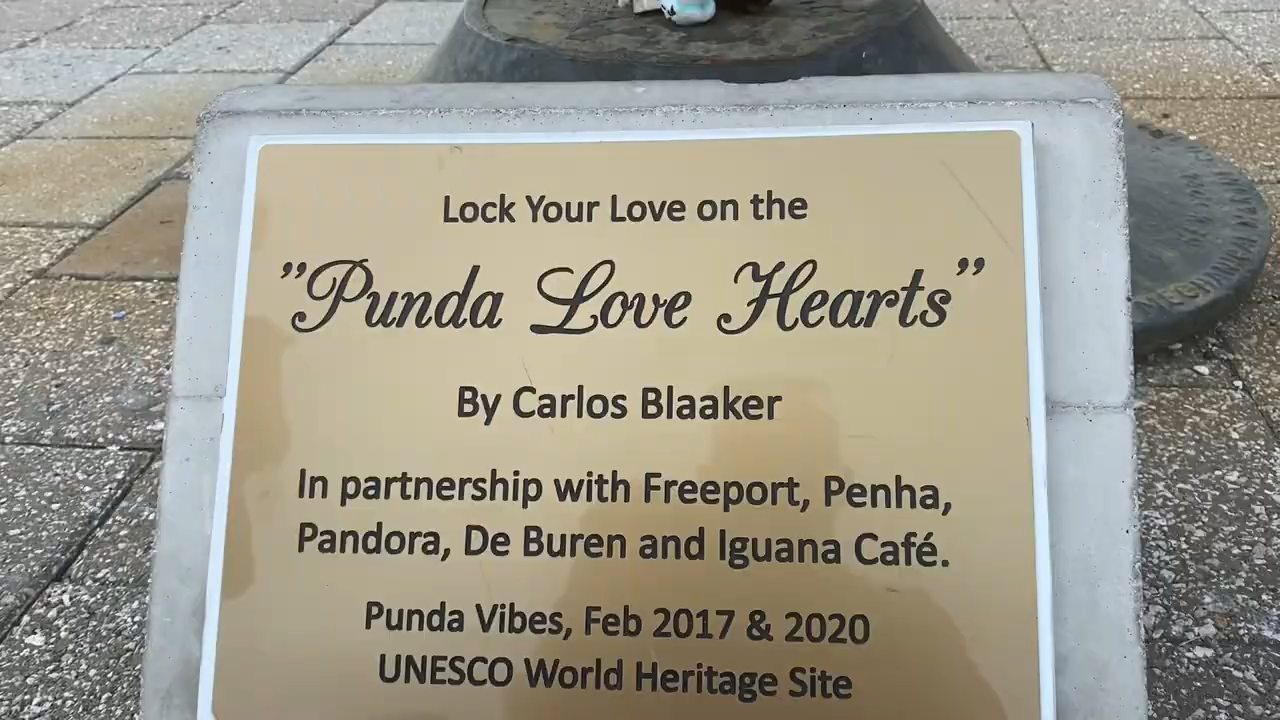 Lock Your Love on the
”Punda Love Hearts”
By Carlos Blaaker
In partnership with Freeport, Penha,
Pandora, De Buren and Iguana Café.
Punda Vibes, Feb 2017 & 2020
UNESCO World Heritage Site